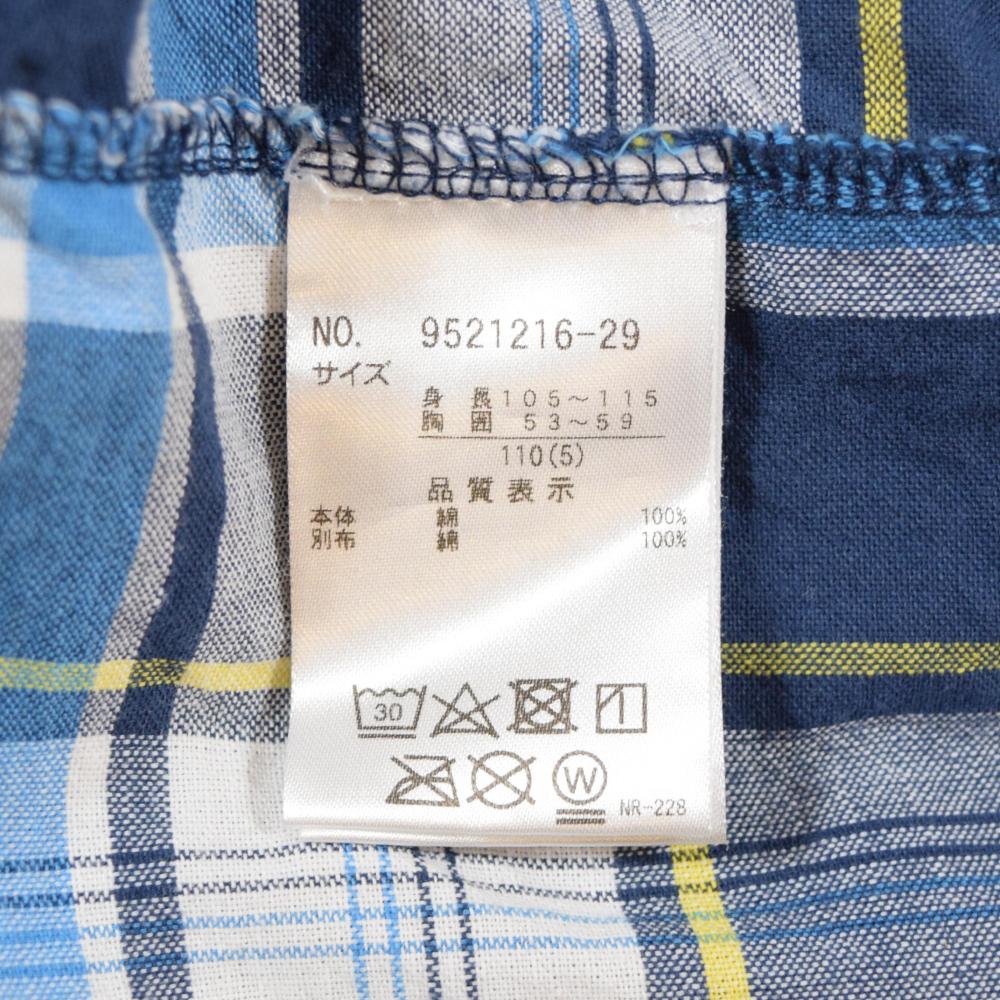 NO. 9521216-29
サイズ
身長105～115
胸囲 53～59
110(5)
品質表示
本体 綿 100%
別布 綿 100%
30
W
NR-228